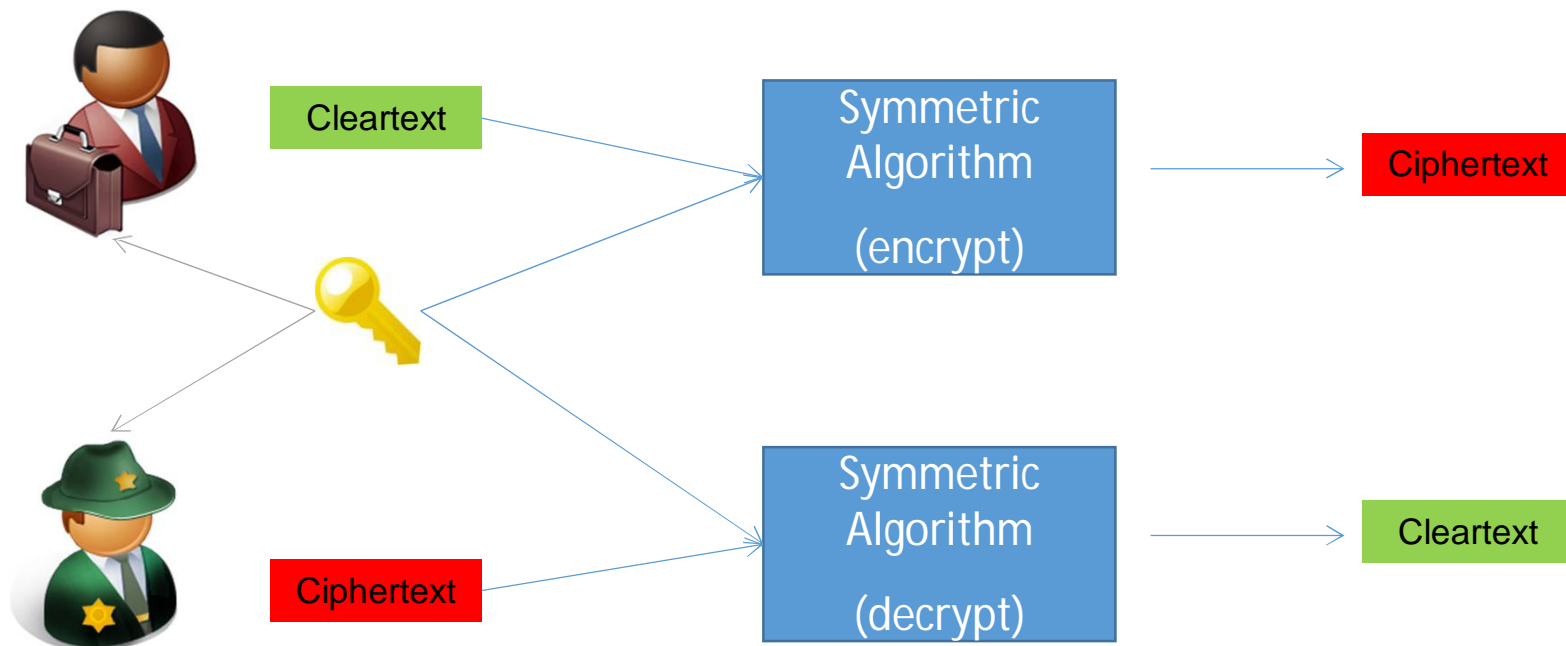 Cleartext
Symmetric
Algorithm
(encrypt)
Ciphertext
Ciphertext
Symmetric
Algorithm
(decrypt)
Cleartext